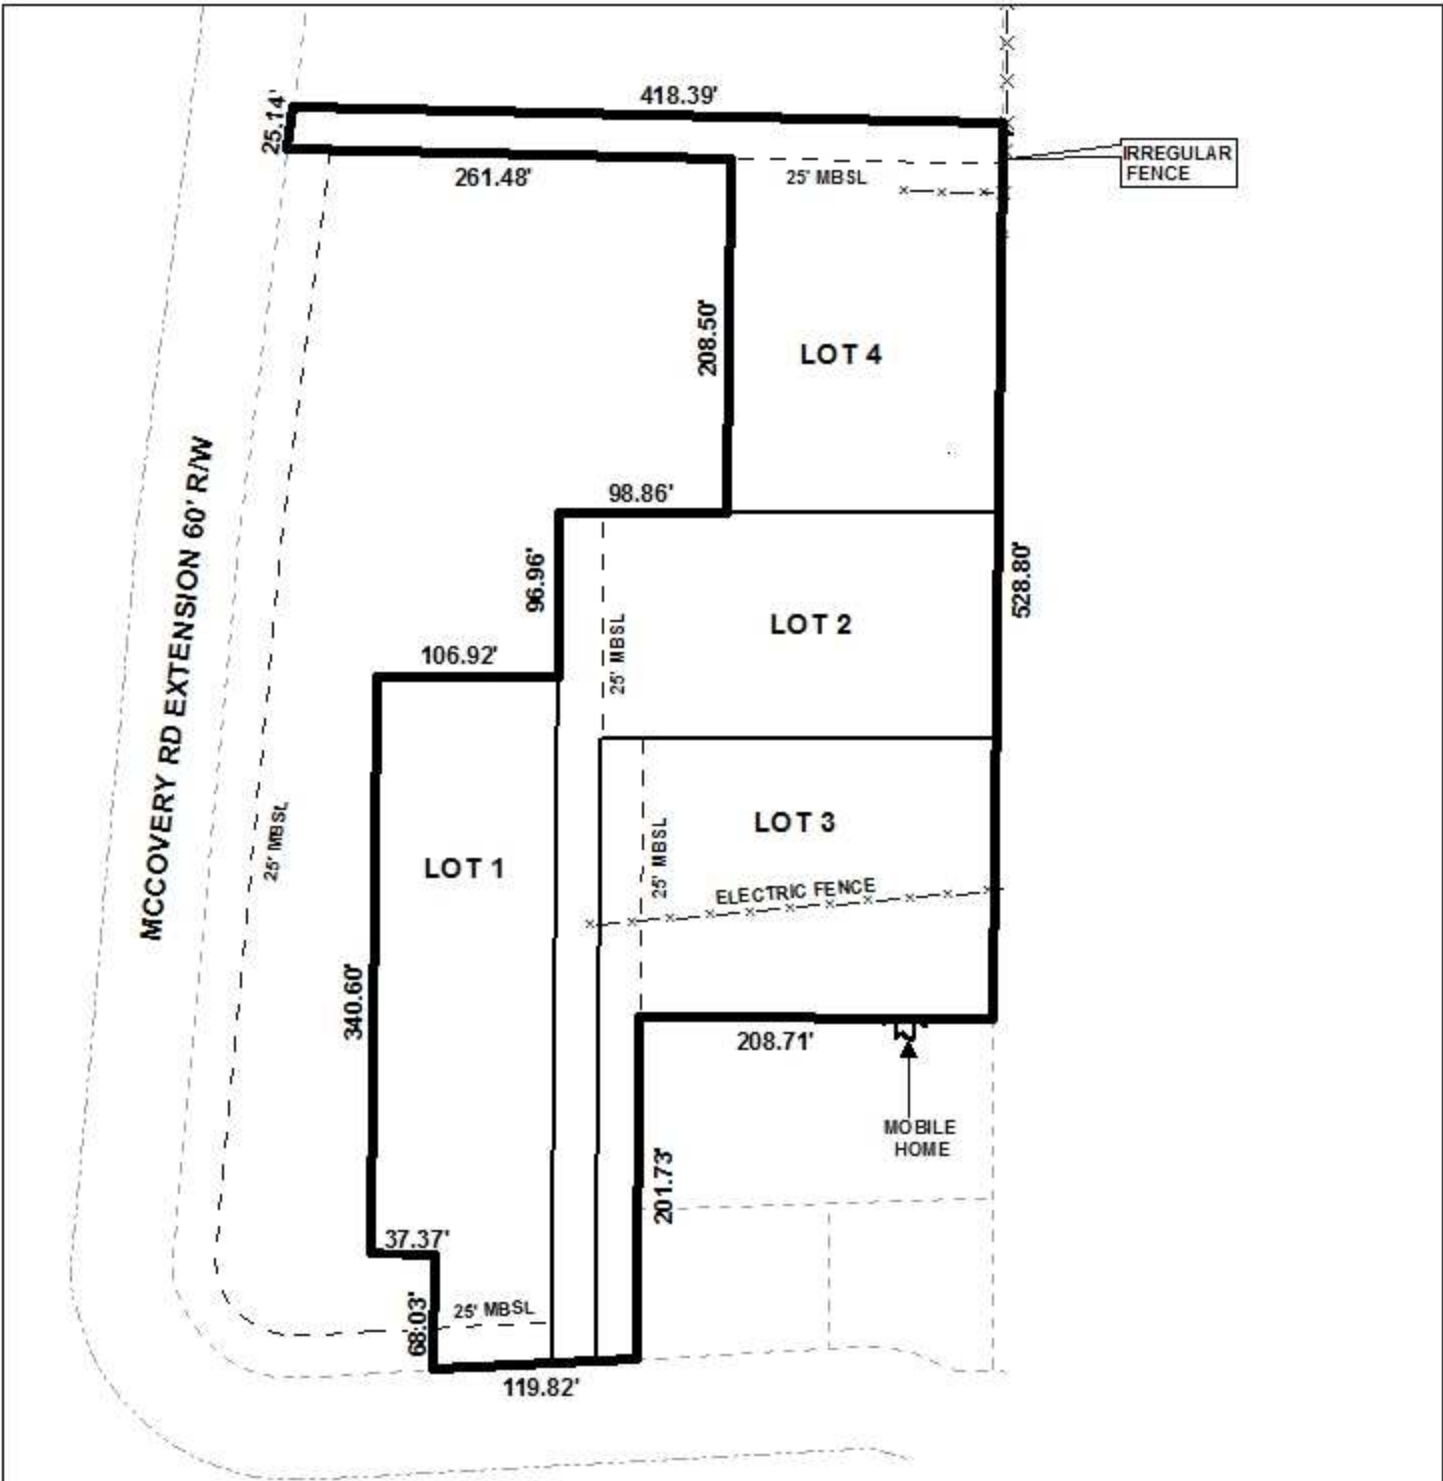 418.39'
25.14'
261.48'
25' MBSL
IRREGULAR
FENCE
208.50'
LOT 4
98.86'
96.96'
528.80'
LOT 2
25' MBSL
106.92'
MCCOVERY RD EXTENSION 60' R/W
25' MBSL
LOT 3
25' MBSL
LOT 1
ELECTRIC FENCE
340.60'
208.71'
MOBILE
HOME
201.73'
37.37'
68.03'
25' MBSL
119.82'